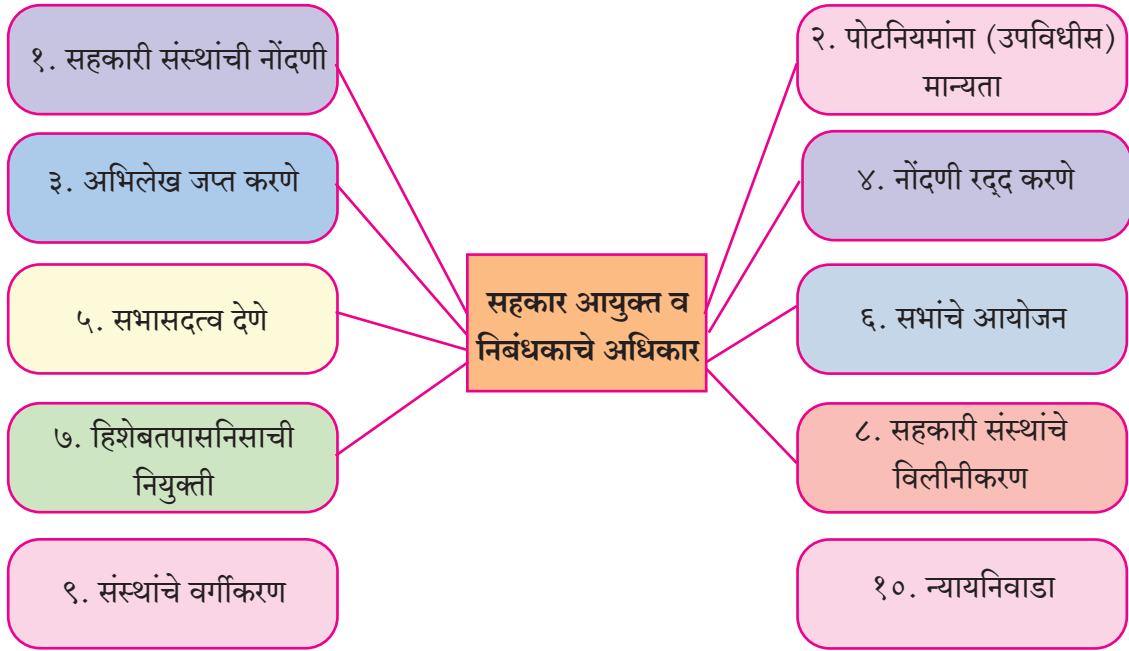 १. सहकारी संस्थांची नोंदणी
२. पोटनियमांना (उपविधीस)
मान्यता
३. अभिलेख जप्त करणे
४. नोंदणी रद्द करणे
सहकार आयुक्त व
निबंधकाचे अधिकार
५. सभासदत्व देणे
६. सभांचे आयोजन
७. हिशेबतपासनिसाची
नियुक्ती
८. सहकारी संस्थांचे
विलीनीकरण
९. संस्थांचे वर्गीकरण
१०. न्यायनिवाडा